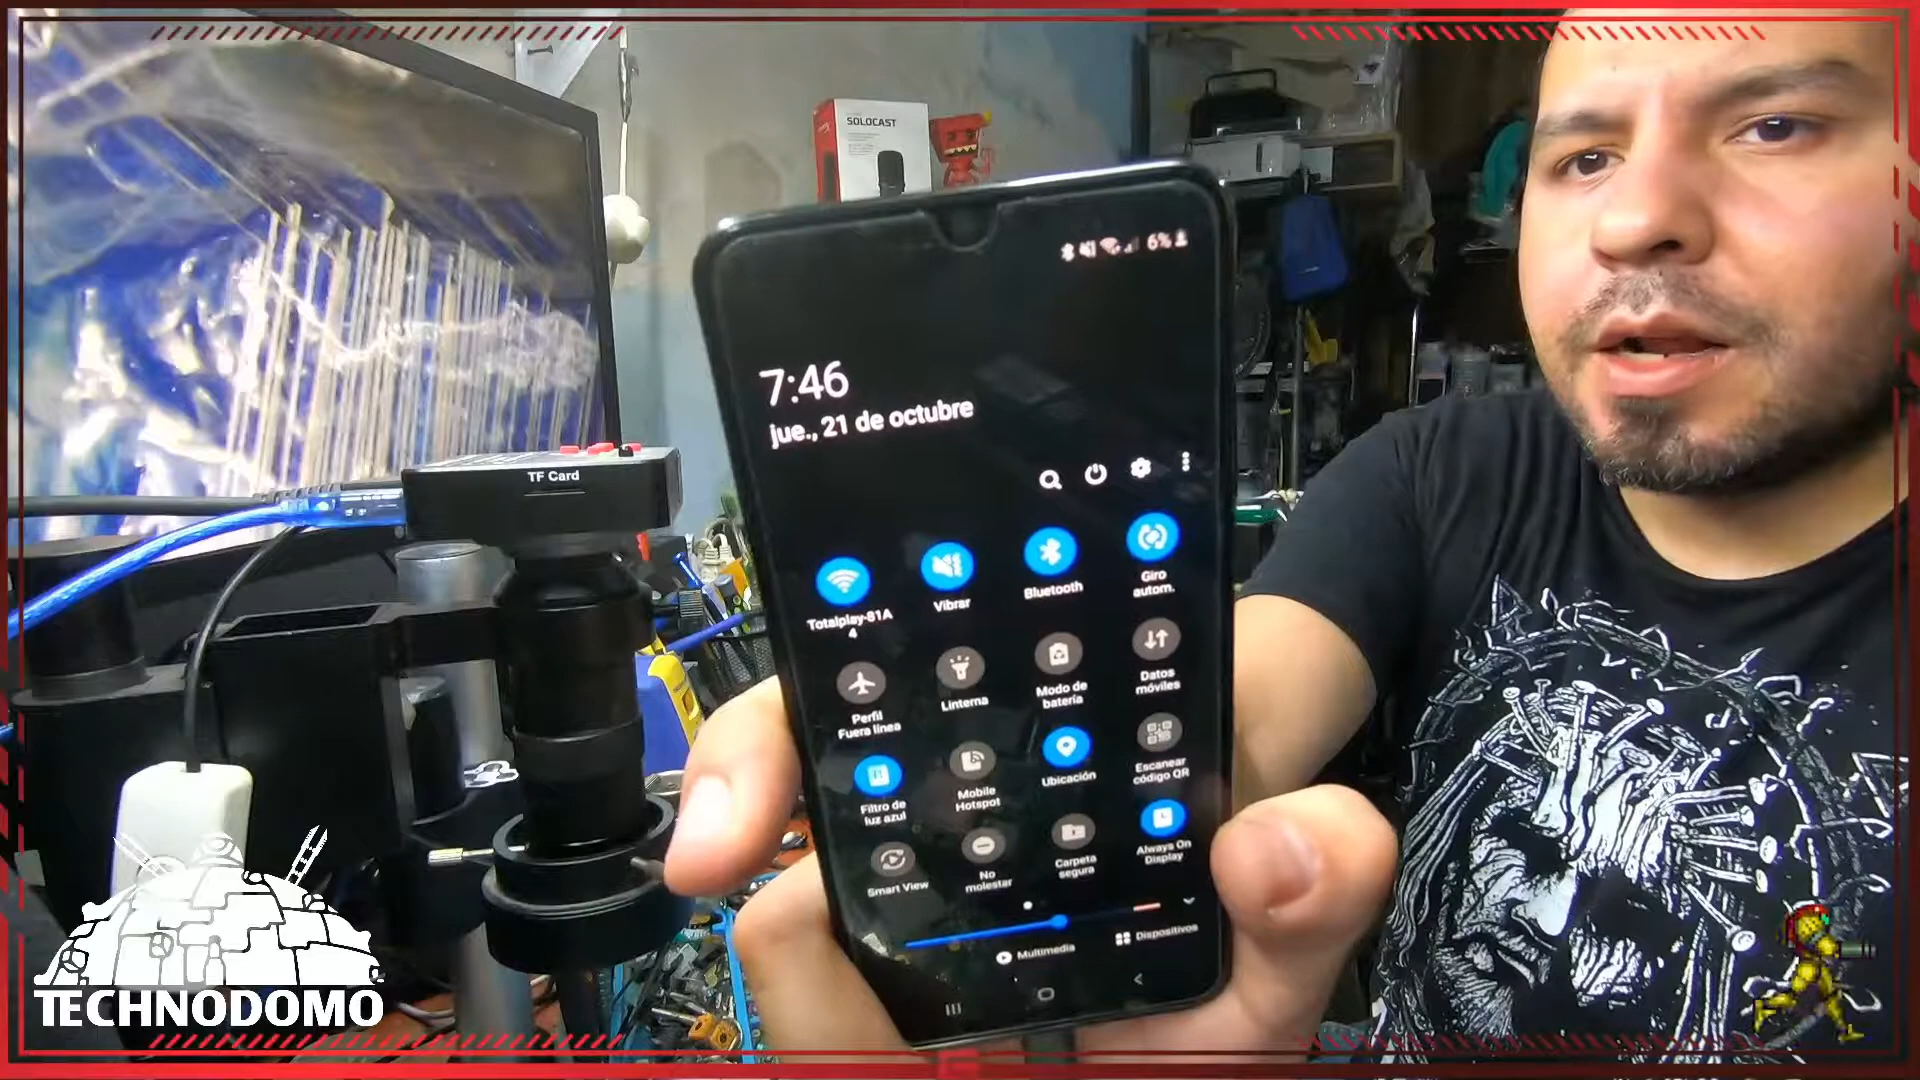 SOLOCAST
6%
7:46
jue., 21 de octubre
TF Card
Totalplay-81A
4
Vibrar
Bluetooth
Giro
autom.
Perfil
Fuera línea
Linterna
Modo de
batería
Datos
móviles
Filtro de
luz azul
Mobile
Hotspot
Ubicación
Escanear
código QR
Smart View
No
molestar
Carpeta
segura
Always On
Display
Multimedia
Dispositivos
TECHNODOMO